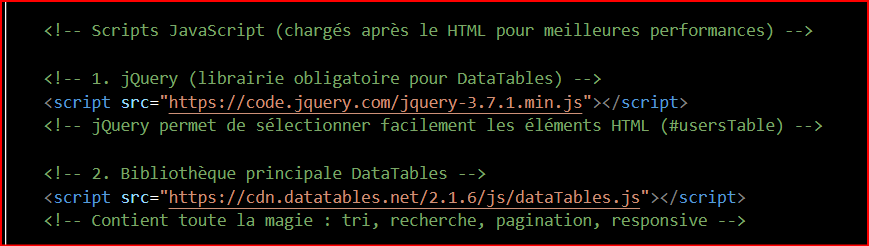 <!-- Scripts JavaScript (chargés après le HTML pour meilleures performances) -->
<!-- 1. jQuery (librairie obligatoire pour DataTables) -->
<script src="https://code.jquery.com/jquery-3.7.1.min.js"></script>
<!-- jQuery permet de sélectionner facilement les éléments HTML (#usersTable) -->
<!-- 2. Bibliothèque principale DataTables -->
<script src="https://cdn.datatables.net/2.1.6/js/dataTables.js"></script>
<!-- Contient toute la magie : tri, recherche, pagination, responsive -->